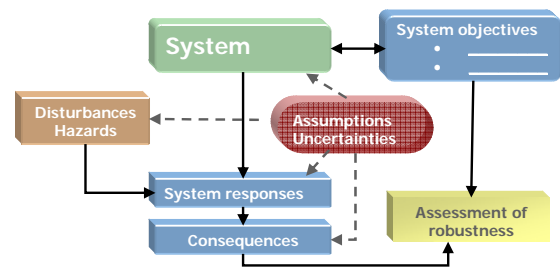 System
System objectives
•
•
Disturbances
Hazards
Assumptions
Uncertainties
System responses
Consequences
Assessment of
robustness